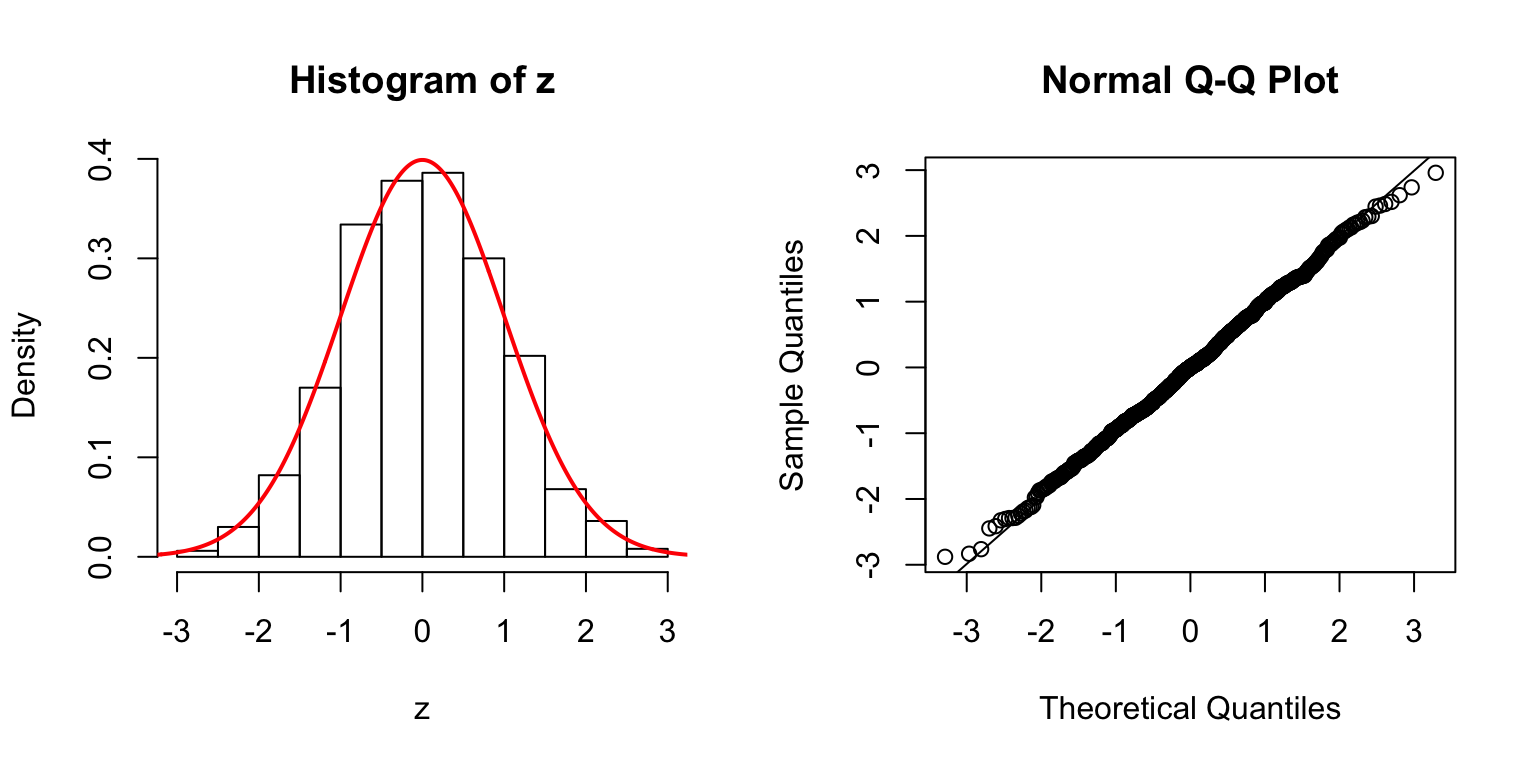 Histogram of z
Density
0.0 0.1 0.2 0.3 0.4
-3 -2 -1 0 1 2 3
z
Normal Q-Q Plot
Sample Quantiles
-3 -2 -1 0 1 2 3
-3 -2 -1 0 1 2 3
Theoretical Quantiles